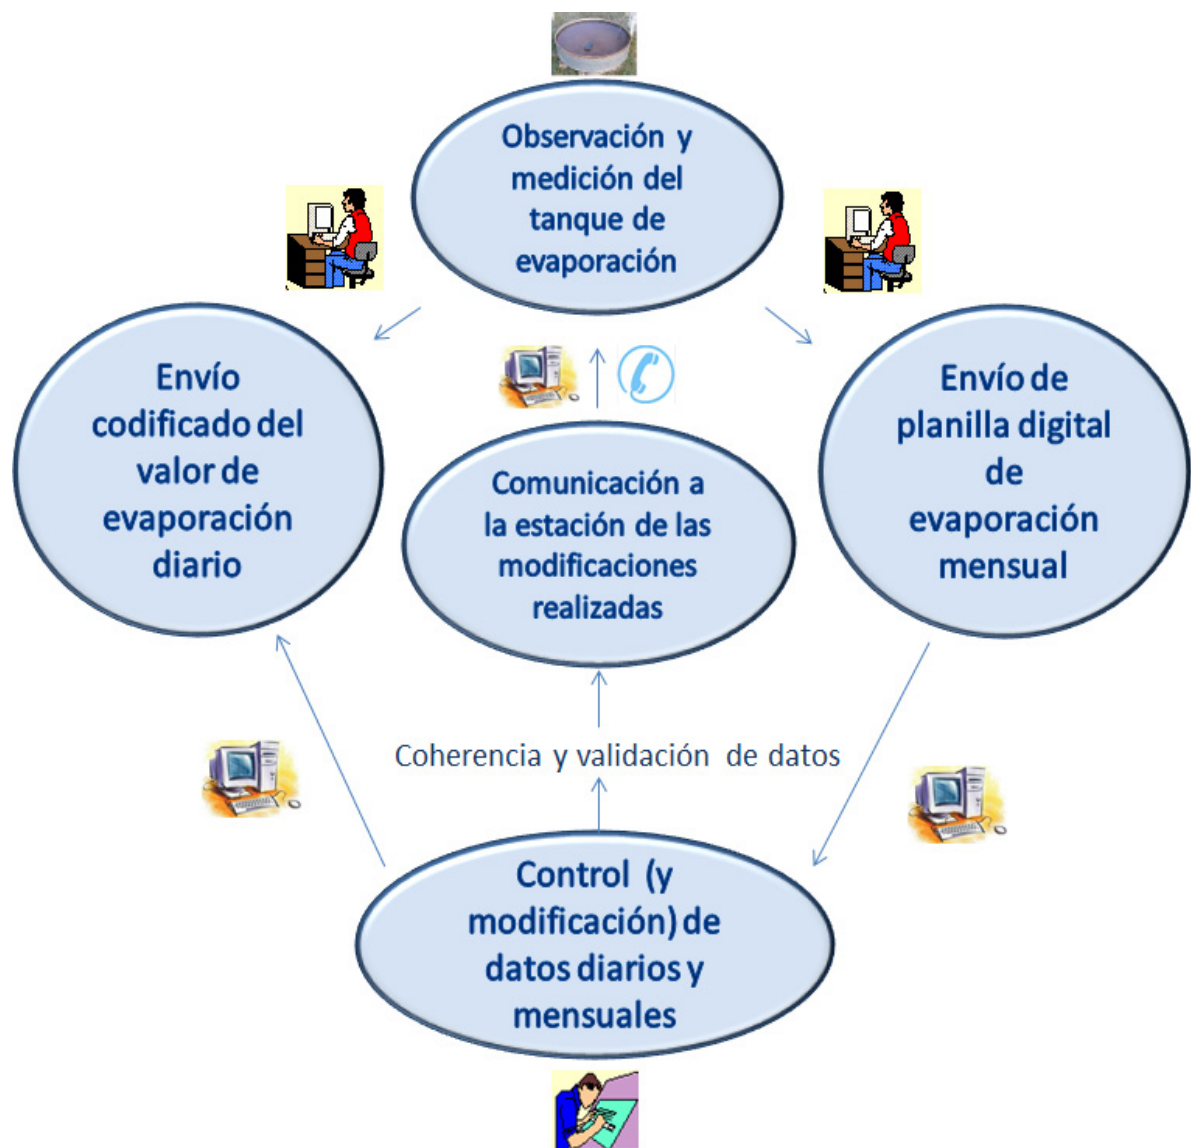 Observación y
medición del
tanque de
evaporación
Envío
codificado del
valor de
evaporación
diario
Comunicación a
la estación de las
modificaciones
realizadas
Envío de
planilla digital
de
evaporación
mensual
Coherencia y validación de datos
Control (y
modificación) de
datos diarios y
mensuales